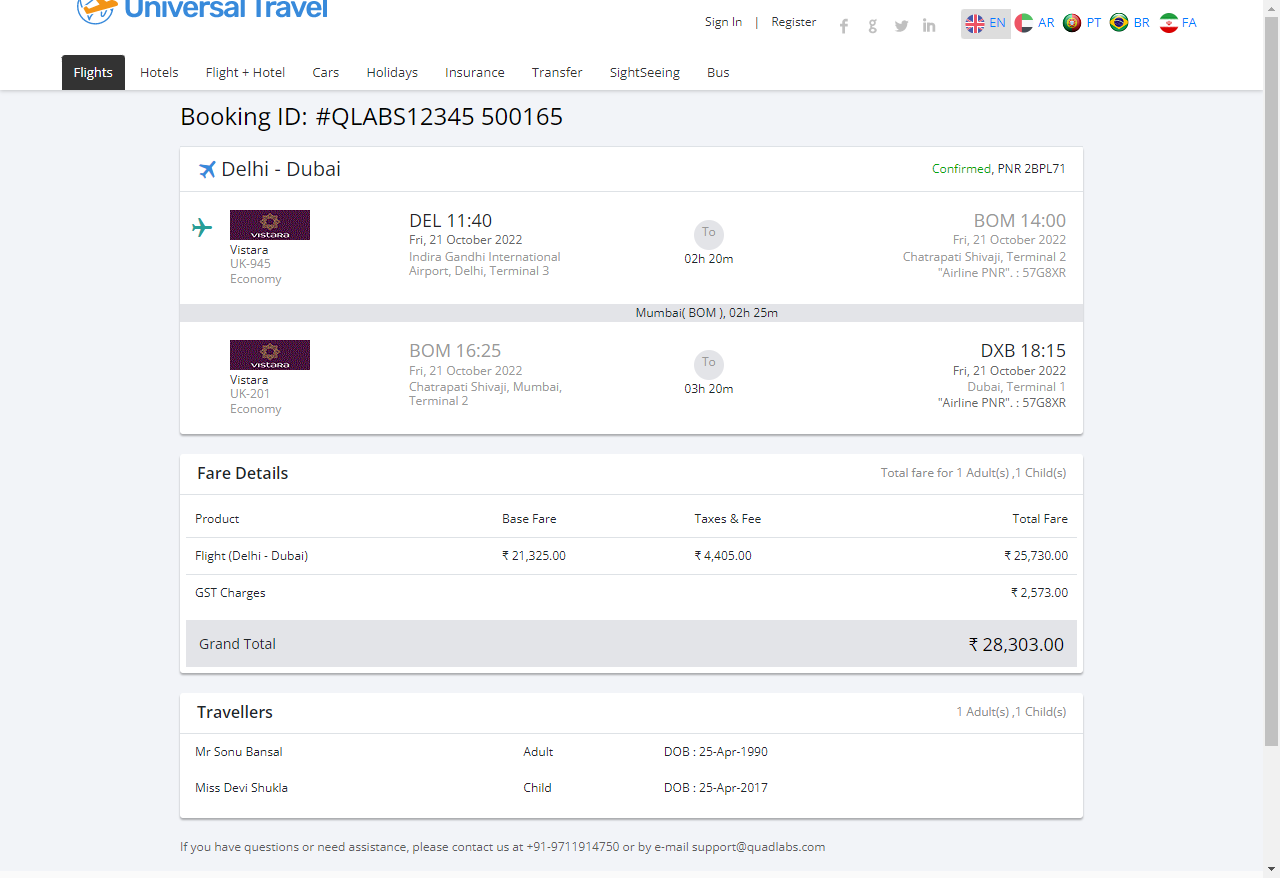 Universal Travel
Sign In | Register EN AR PT BR FA
Flights Hotels Flight + Hotel Cars Holidays Insurance Transfer SightSeeing Bus
Booking ID: #QLABS12345 500165
Delhi - Dubai Confirmed, PNR 2BPL71
VISTARA
Vistara
UK-945
Economy
DEL 11:40
Fri, 21 October 2022
Indira Gandhi International
Airport, Delhi, Terminal 3
To
02h 20m
BOM 14:00
Fri, 21 October 2022
Chatrapati Shivaji, Terminal 2
"Airline PNR". : 57G8XR
Mumbai( BOM ), 02h 25m
VISTARA
Vistara
UK-201
Economy
BOM 16:25
Fri, 21 October 2022
Chatrapati Shivaji, Mumbai,
Terminal 2
To
03h 20m
DXB 18:15
Fri, 21 October 2022
Dubai, Terminal 1
"Airline PNR". : 57G8XR
Fare Details Total fare for 1 Adult(s) ,1 Child(s)
Product Base Fare Taxes & Fee Total Fare
Flight (Delhi - Dubai) ₹ 21,325.00 ₹ 4,405.00 ₹ 25,730.00
GST Charges ₹ 2,573.00
Grand Total ₹ 28,303.00
Travellers 1 Adult(s) ,1 Child(s)
Mr Sonu Bansal Adult DOB : 25-Apr-1990
Miss Devi Shukla Child DOB : 25-Apr-2017
If you have questions or need assistance, please contact us at +91-9711914750 or by e-mail support@quadlabs.com